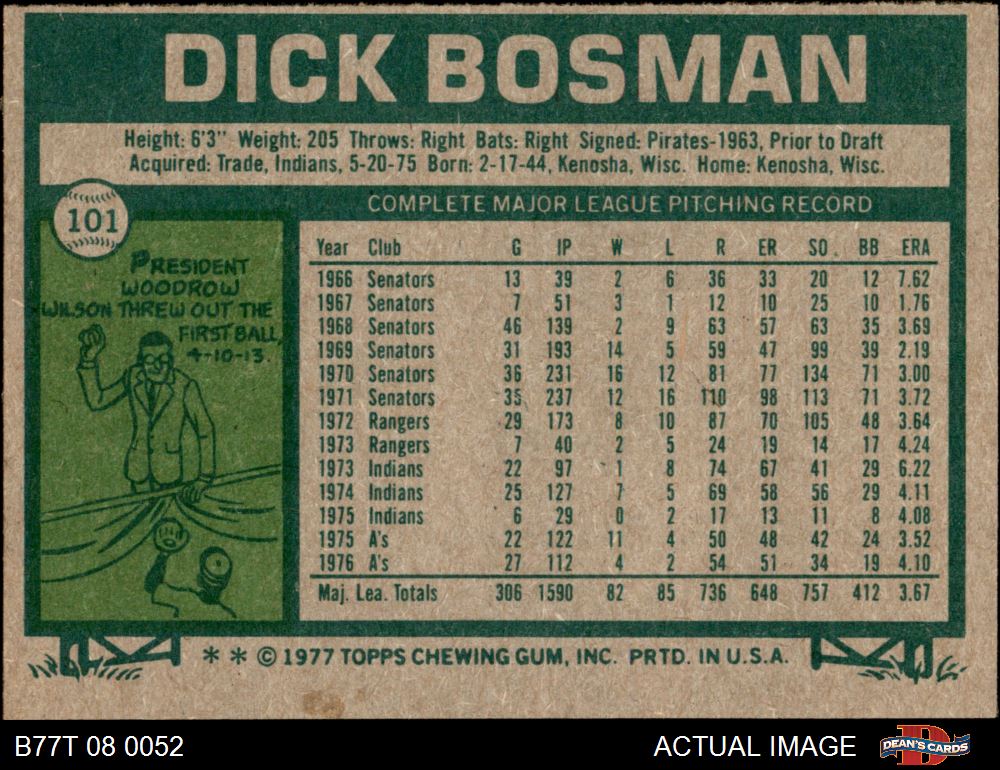 DICK BOSMAN
Height: 6'3" Weight: 205 Throws: Right Bats: Right Signed: Pirates-1963, Prior to Draft
Acquired: Trade, Indians, 5-20-75 Born: 2-17-44, Kenosha, Wisc. Home: Kenosha, Wisc.
101
PRESIDENT
WOODROW
WILSON THREW OUT THE
FIRST BALL,
4-10-13.
COMPLETE MAJOR LEAGUE PITCHING RECORD
Year Club G IP W L R ER SO BB ERA
1966 Senators 13 39 2 6 36 33 20 12 7.62
1967 Senators 7 51 3 1 12 10 25 10 1.76
1968 Senators 46 139 2 9 63 57 63 35 3.69
1969 Senators 31 193 14 5 59 47 99 39 2.19
1970 Senators 36 231 16 12 81 77 134 71 3.00
1971 Senators 35 237 12 16 110 98 113 71 3.72
1972 Rangers 29 173 8 10 87 70 105 48 3.64
1973 Rangers 7 40 2 5 24 19 14 17 4.24
1973 Indians 22 97 1 8 74 67 41 29 6.22
1974 Indians 25 127 7 5 69 58 56 29 4.11
1975 Indians 6 29 0 2 17 13 11 8 4.08
1975 A's 22 122 11 4 50 48 42 24 3.52
1976 A's 27 112 4 2 54 51 34 19 4.10
Maj. Lea. Totals 306 1590 82 85 736 648 757 412 3.67
* * © 1977 TOPPS CHEWING GUM, INC. PRTD. IN U.S.A.
B77T 08 0052
ACTUAL IMAGE
D
DEAN'S CARDS